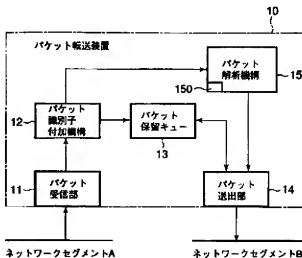 10
パケット転送装置
パケット
解析機構
150
15
12
パケット
識別子
付加機構
パケット
保留キュー
13
11
パケット
受信部
パケット
送出部
14
ネットワークセグメントA
ネットワークセグメントB